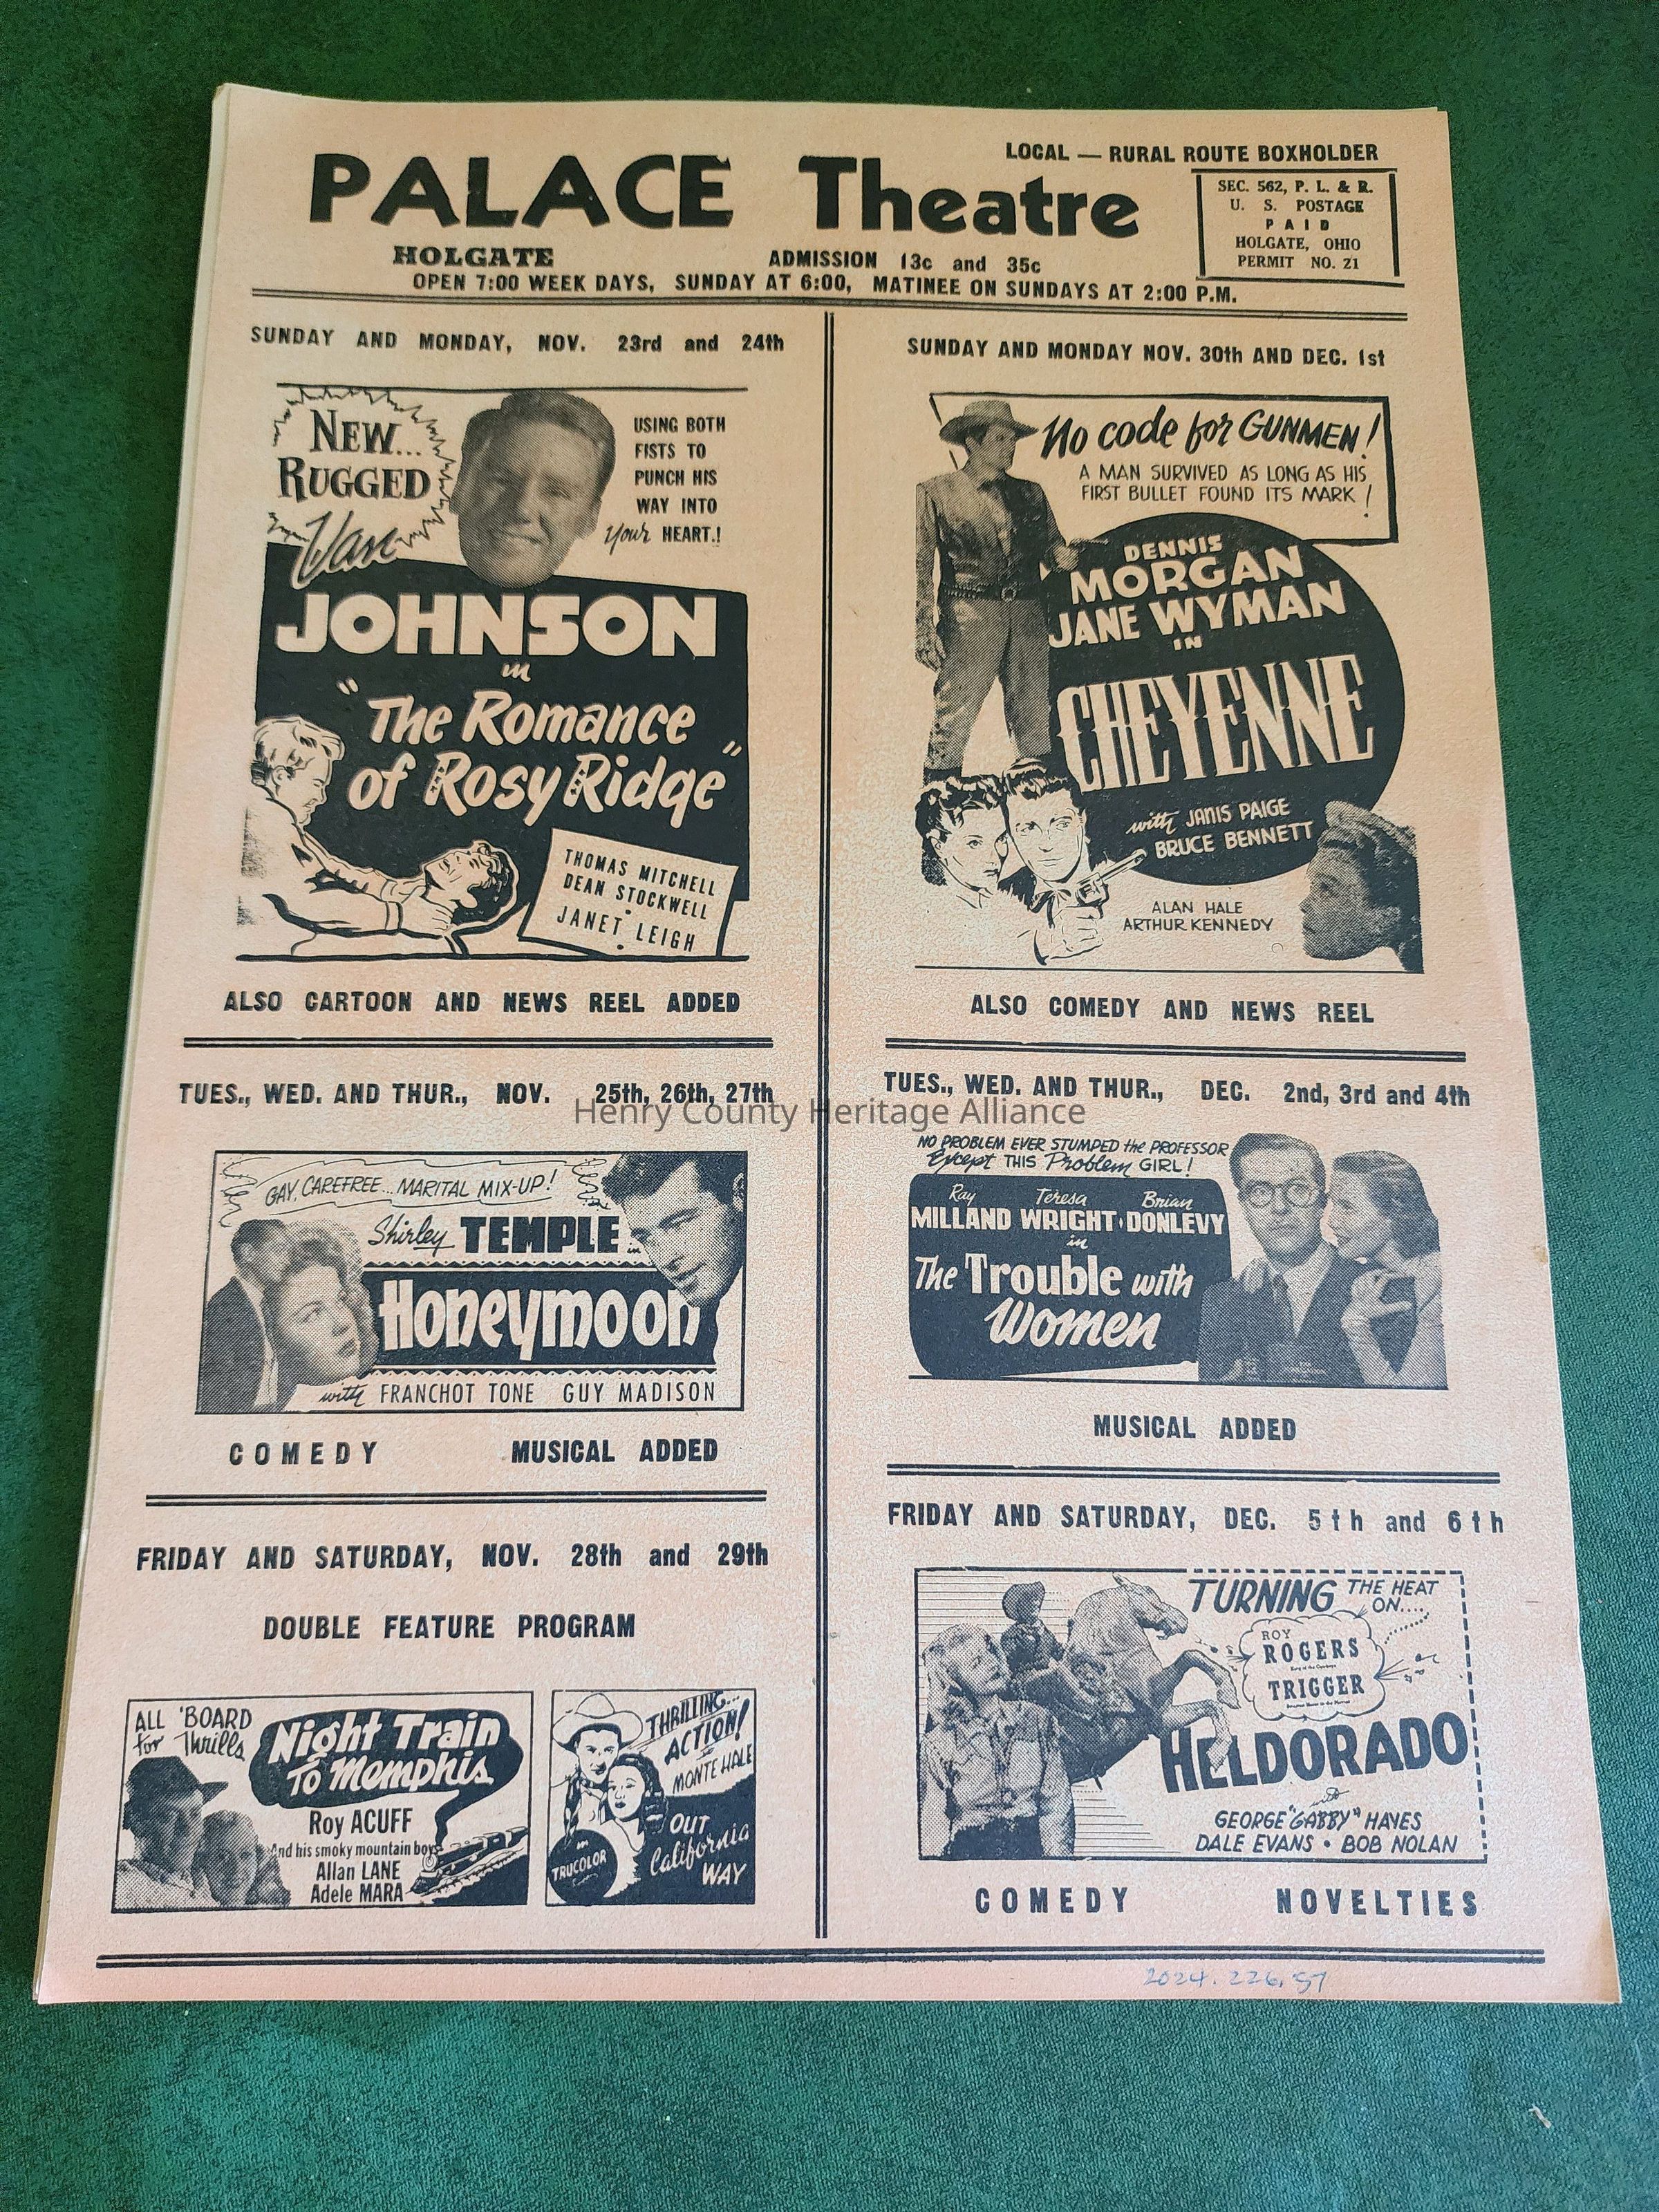 LOCAL — RURAL ROUTE BOXHOLDER
PALACE Theatre
SEC. 562, P. L. & R.
U. S. POSTAGE
PAID
HOLGATE, OHIO
PERMIT NO. 21
HOLGATE
ADMISSION 13c and 35c
OPEN 7:00 WEEK DAYS, SUNDAY AT 6:00, MATINEE ON SUNDAYS AT 2:00 P.M.
SUNDAY AND MONDAY, NOV. 23rd and 24th
NEW...
RUGGED
Van
USING BOTH
FISTS TO
PUNCH HIS
WAY INTO
Your HEART.!
JOHNSON
in
"The Romance
of Rosy Ridge"
THOMAS MITCHELL
DEAN STOCKWELL
JANET LEIGH
ALSO CARTOON AND NEWS REEL ADDED
TUES., WED. AND THUR., NOV. 25th, 26th, 27th
GAY, CAREFREE...MARITAL MIX-UP!
Shirley TEMPLE
in
Honeymoon
with FRANCHOT TONE GUY MADISON
COMEDY MUSICAL ADDED
FRIDAY AND SATURDAY, NOV. 28th and 29th
DOUBLE FEATURE PROGRAM
ALL 'BOARD
for Thrills
Night Train
To Memphis
Roy ACUFF
And his smoky mountain boys
Allan LANE
Adele MARA
THRILLING...
ACTION!
MONTE HALE
OUT
California
WAY
in
TRUCOLOR
SUNDAY AND MONDAY NOV. 30th AND DEC. 1st
No code for GUNMEN!
A MAN SURVIVED AS LONG AS HIS
FIRST BULLET FOUND ITS MARK!
DENNIS
MORGAN
JANE WYMAN
IN
CHEYENNE
with JANIS PAIGE
BRUCE BENNETT
ALAN HALE
ARTHUR KENNEDY
ALSO COMEDY AND NEWS REEL
TUES., WED. AND THUR., DEC. 2nd, 3rd and 4th
NO PROBLEM EVER STUMPED the PROFESSOR
Except THIS Problem GIRL!
Ray Teresa Brian
MILLAND WRIGHT·DONLEVY
in
The Trouble with
Women
MUSICAL ADDED
FRIDAY AND SATURDAY, DEC. 5th and 6th
TURNING THE HEAT
ON....
ROY
ROGERS
King of the Cowboys
TRIGGER
Smartest Horse in the Movies
HELDORADO
with
GEORGE "GABBY" HAYES
DALE EVANS • BOB NOLAN
COMEDY NOVELTIES
2024.226.57
Henry County Heritage Alliance